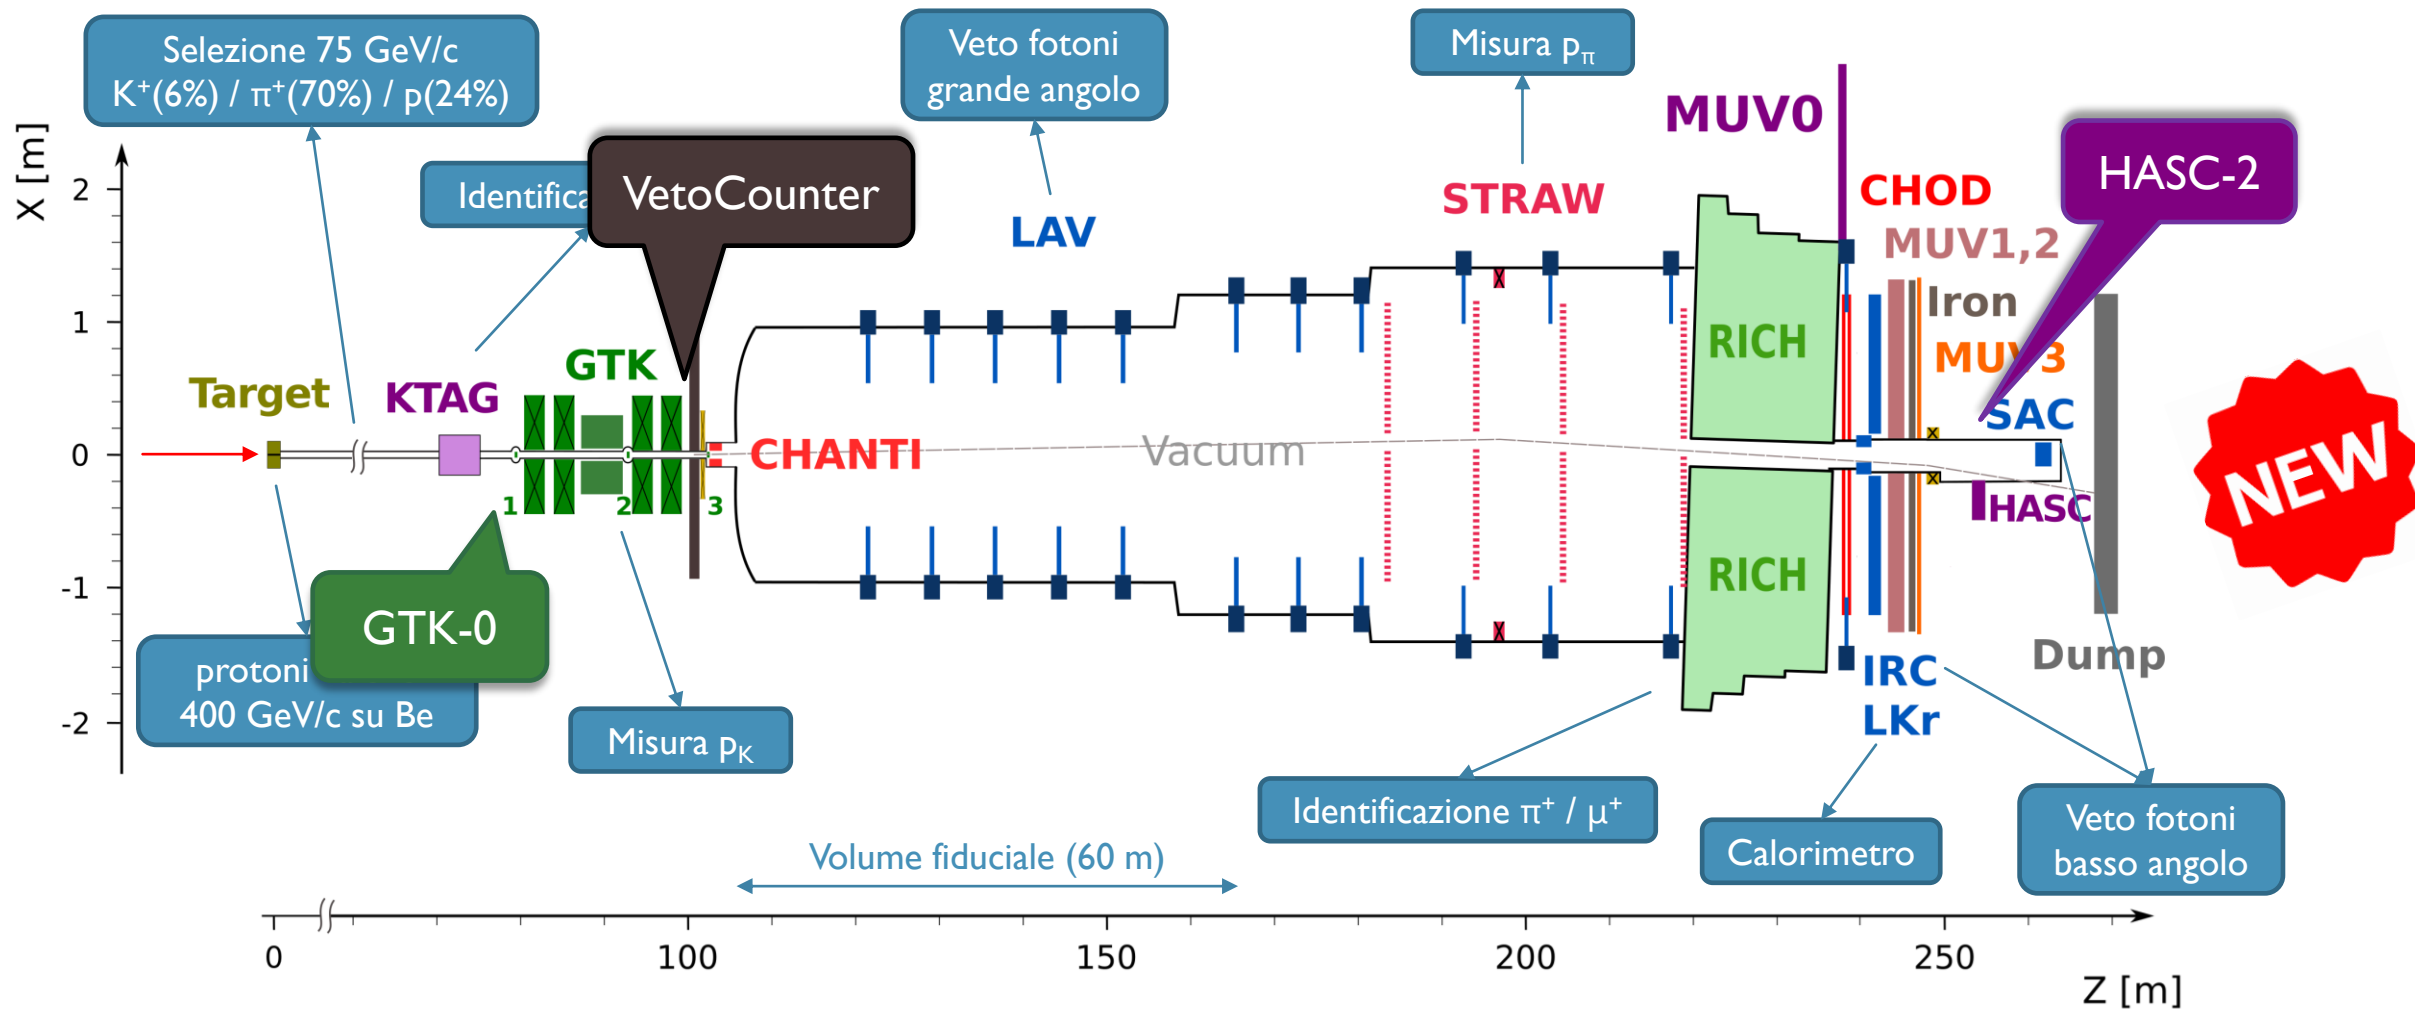 Selezione 75 GeV/c
K⁺(6%) / π⁺(70%) / p(24%)
Veto fotoni
grande angolo
Misura pπ
MUV0
HASC-2
X [m]
VetoCounter
CHOD
STRAW
LAV
MUV1,2
Iron
RICH
MUV3
GTK
Target
KTAG
SAC
CHANTI
Vacuum
NEW
HASC
1
2
3
2
1
0
-1
-2
RICH
GTK-0
protoni
400 GeV/c su Be
Misura pK
Dump
IRC
LKr
Identificazione π⁺ / μ⁺
Calorimetro
Veto fotoni
basso angolo
Volume fiduciale (60 m)
0
100
150
200
250
Z [m]